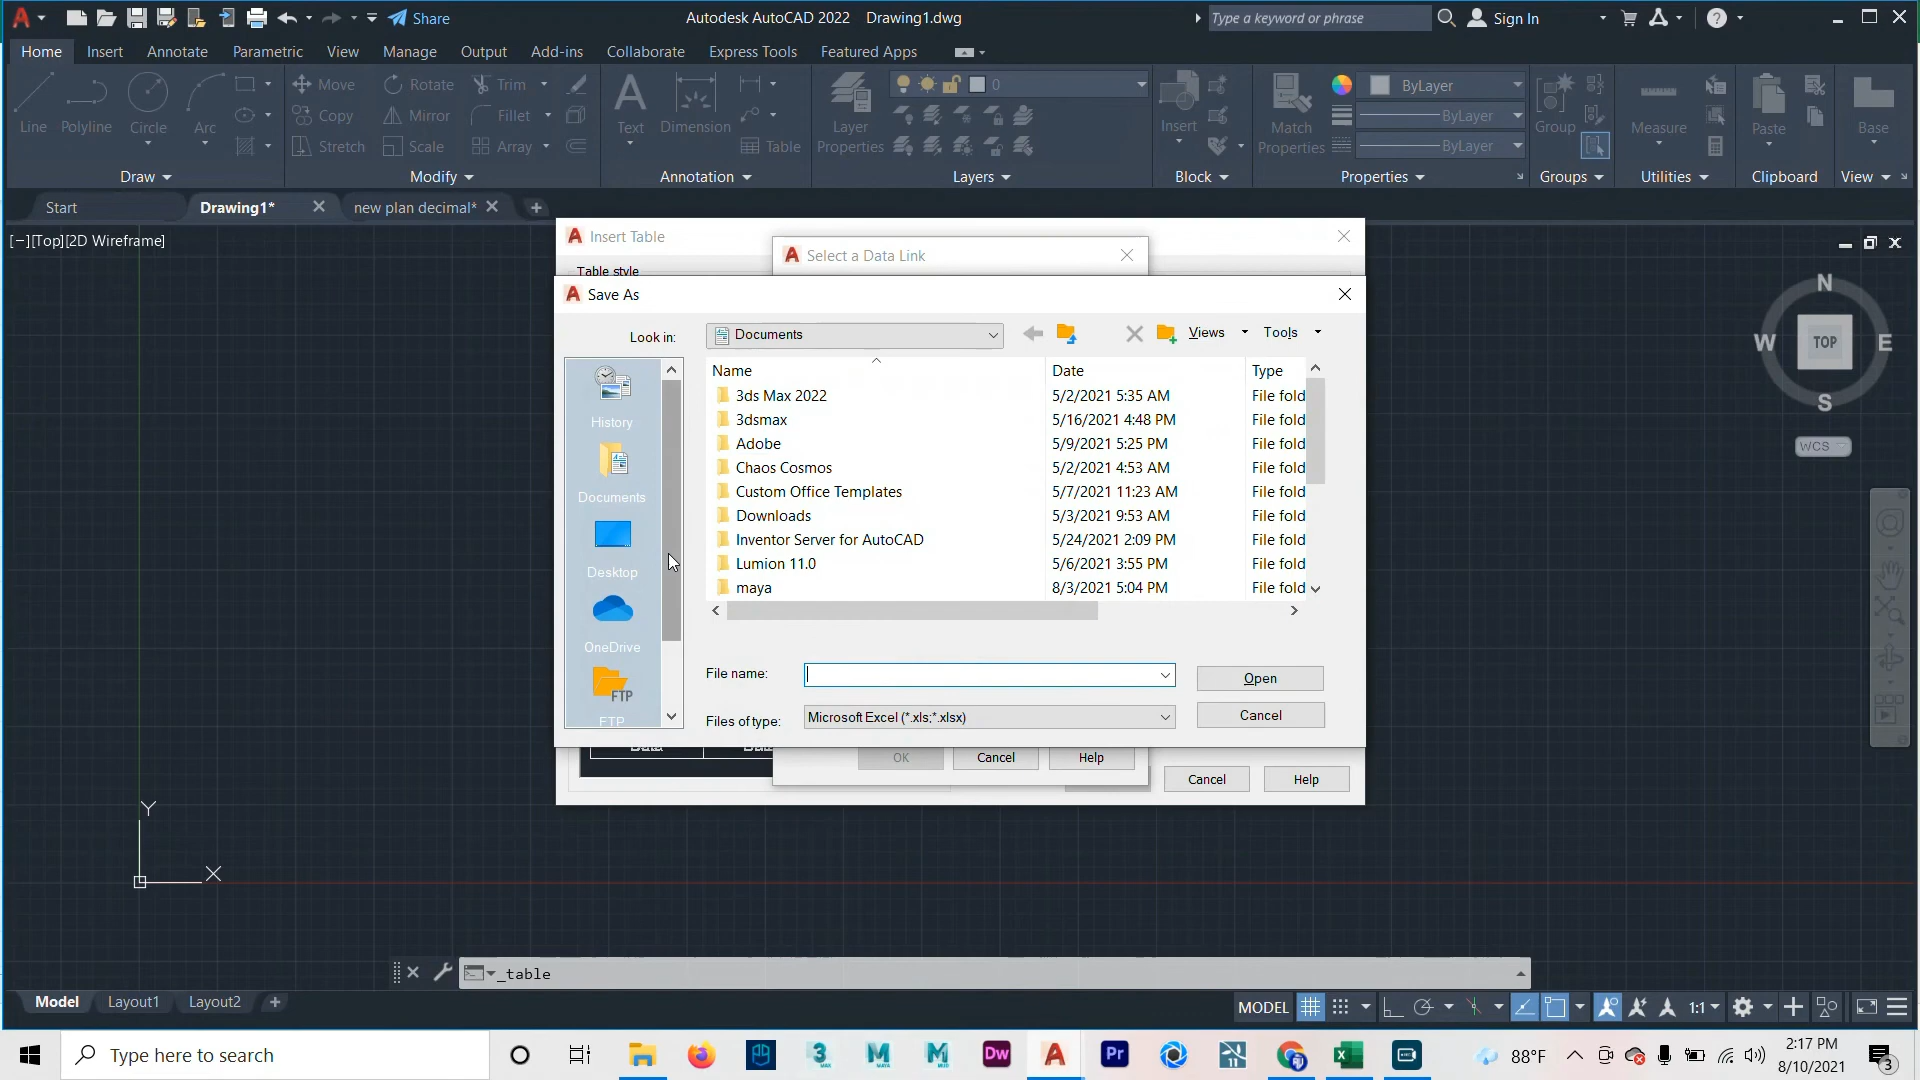 Share
Autodesk AutoCAD 2022 Drawing1.dwg
Type a keyword or phrase
Sign In
Home Insert Annotate Parametric View Manage Output Add-ins Collaborate Express Tools Featured Apps
Line Polyline Circle Arc
Move Rotate Trim
Copy Mirror Fillet
Stretch Scale Array
Text Dimension Table
Layer Properties
0
Insert
Match Properties
ByLayer
ByLayer
ByLayer
Group Measure Paste Base
Draw Modify Annotation Layers Block Properties Groups Utilities Clipboard View
Start Drawing1* new plan decimal*
[−][Top][2D Wireframe]
N
W TOP E
S
WCS
Insert Table
Table style
Select a Data Link
Save As
Look in: Documents
Views Tools
History
Documents
Desktop
OneDrive
FTP
FTP
Name Date Type
3ds Max 2022 5/2/2021 5:35 AM File fold
3dsmax 5/16/2021 4:48 PM File fold
Adobe 5/9/2021 5:25 PM File fold
Chaos Cosmos 5/2/2021 4:53 AM File fold
Custom Office Templates 5/7/2021 11:23 AM File fold
Downloads 5/3/2021 9:53 AM File fold
Inventor Server for AutoCAD 5/24/2021 2:09 PM File fold
Lumion 11.0 5/6/2021 3:55 PM File fold
maya 8/3/2021 5:04 PM File fold
File name: Open
Files of type: Microsoft Excel (*.xls;*.xlsx) Cancel
OK Cancel Help
Cancel Help
Y
X
_table
Model Layout1 Layout2
MODEL 1:1
Type here to search
Dw
Pr
88°F
2:17 PM
8/10/2021
3